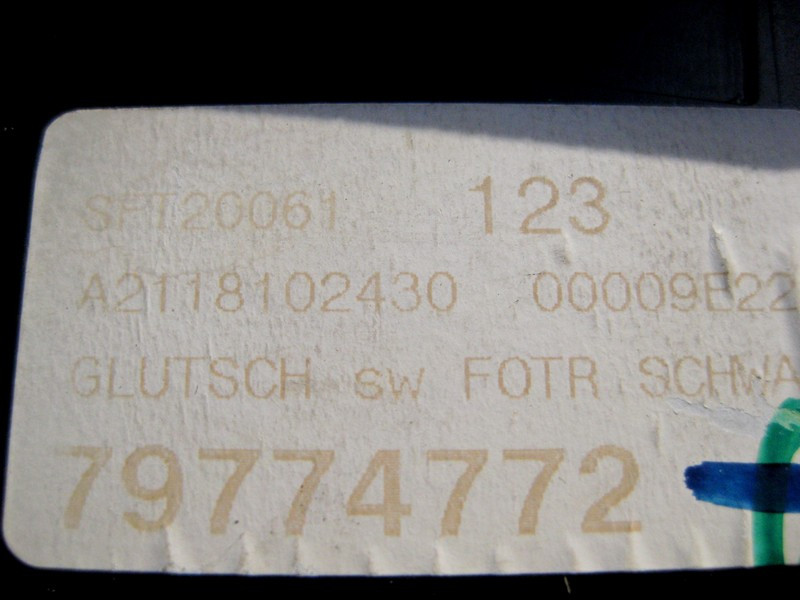 SFT20061 123
A2118102430 00009E22
GLUTSCH sw FOTR SCHWA
79774772